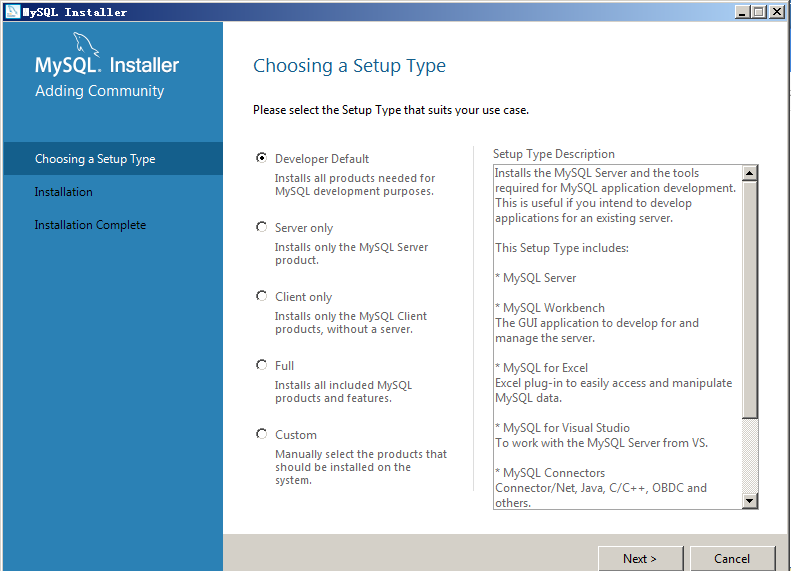 MySQL Installer
MySQL. Installer
Adding Community
Choosing a Setup Type
Installation
Installation Complete
Choosing a Setup Type
Please select the Setup Type that suits your use case.
Developer Default
Installs all products needed for
MySQL development purposes.
Server only
Installs only the MySQL Server
product.
Client only
Installs only the MySQL Client
products, without a server.
Full
Installs all included MySQL
products and features.
Custom
Manually select the products that
should be installed on the
system.
Setup Type Description
Installs the MySQL Server and the tools
required for MySQL application development.
This is useful if you intend to develop
applications for an existing server.
This Setup Type includes:
* MySQL Server
* MySQL Workbench
The GUI application to develop for and
manage the server.
* MySQL for Excel
Excel plug-in to easily access and manipulate
MySQL data.
* MySQL for Visual Studio
To work with the MySQL Server from VS.
* MySQL Connectors
Connector/Net, Java, C/C++, OBDC and
others.
Next >
Cancel